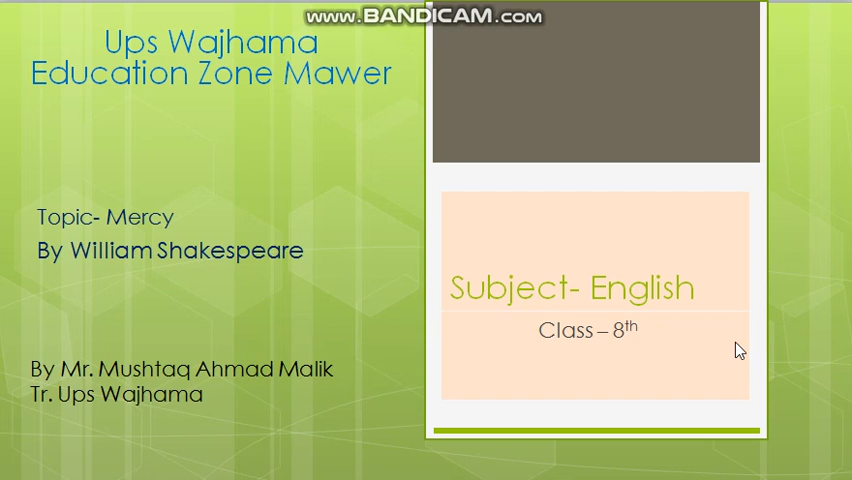 www.BANDICAM.com
Ups Wajhama
Education Zone Mawer
Topic- Mercy
By William Shakespeare
Subject- English
Class – 8th
By Mr. Mushtaq Ahmad Malik
Tr. Ups Wajhama